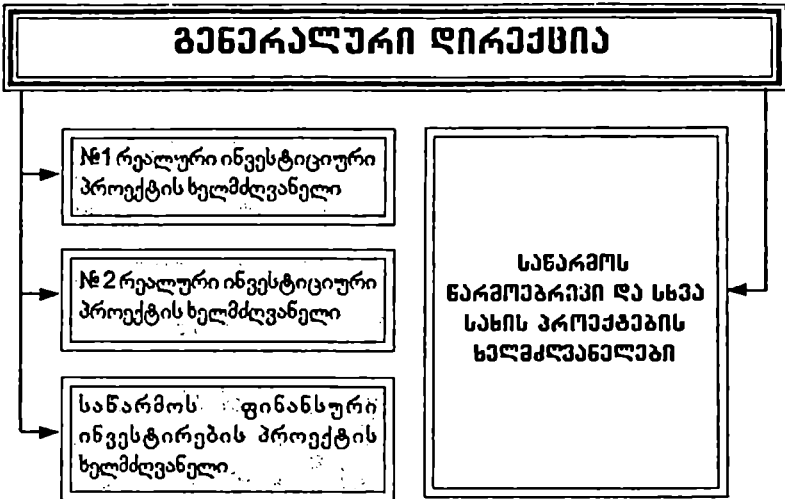 გენერალური დირექცია
№1 რეალური ინვესტიციური
პროექტის ხელმძღვანელი
№2 რეალური ინვესტიციური
პროექტის ხელმძღვანელი
საწარმოს ფინანსური
ინვესტირების პროექტის
ხელმძღვანელი
საწარმოს
წარმოებრივი და სხვა
სახის პროექტების
ხელმძღვანელები